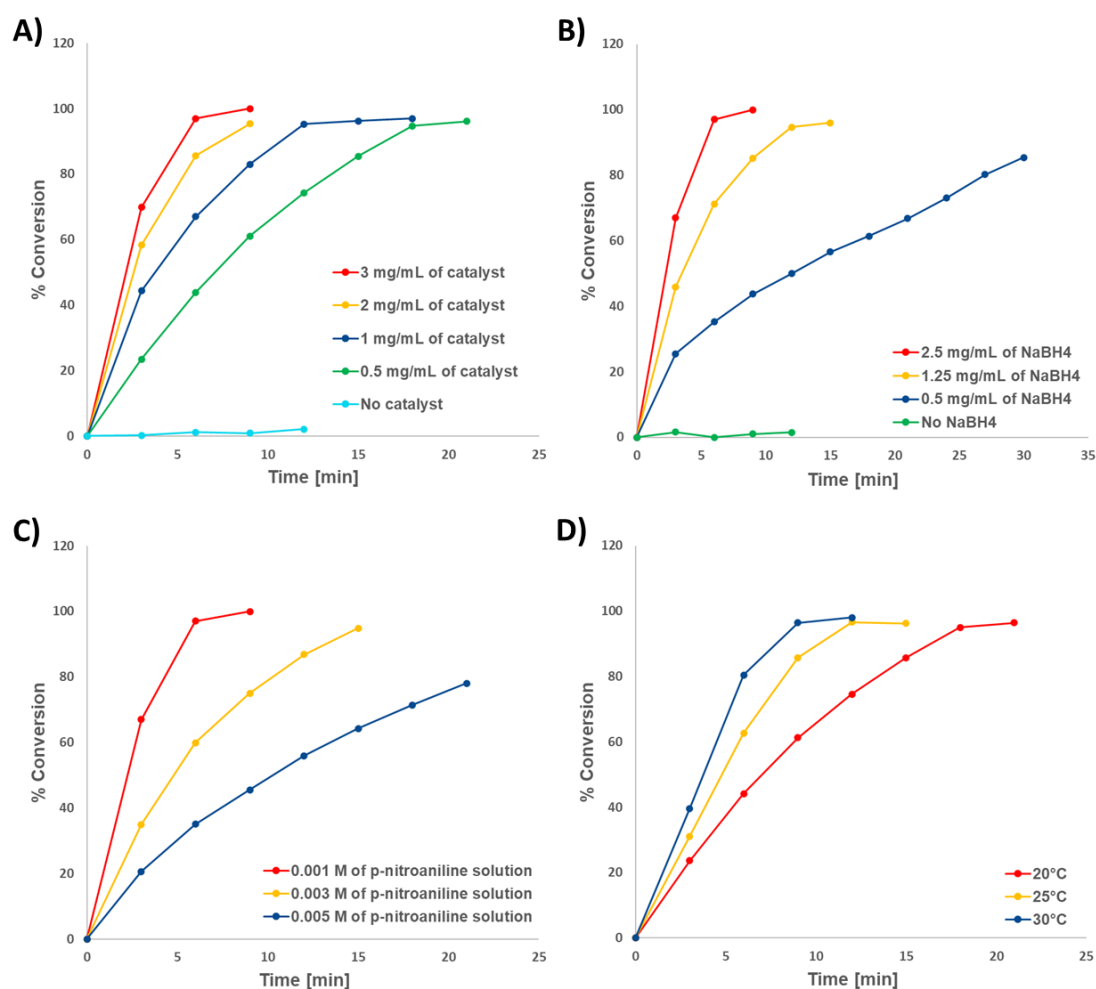 A)
120
100
80
60
40
20
0
% Conversion
3 mg/mL of catalyst
2 mg/mL of catalyst
1 mg/mL of catalyst
0.5 mg/mL of catalyst
No catalyst
0 5 10 15 20 25
Time [min]
B)
120
100
80
60
40
20
0
% Conversion
2.5 mg/mL of NaBH4
1.25 mg/mL of NaBH4
0.5 mg/mL of NaBH4
No NaBH4
0 5 10 15 20 25 30 35
Time [min]
C)
120
100
80
60
40
20
0
% Conversion
0.001 M of p-nitroaniline solution
0.003 M of p-nitroaniline solution
0.005 M of p-nitroaniline solution
0 5 10 15 20 25
Time [min]
D)
120
100
80
60
40
20
0
% Conversion
20°C
25°C
30°C
0 5 10 15 20 25
Time [min]